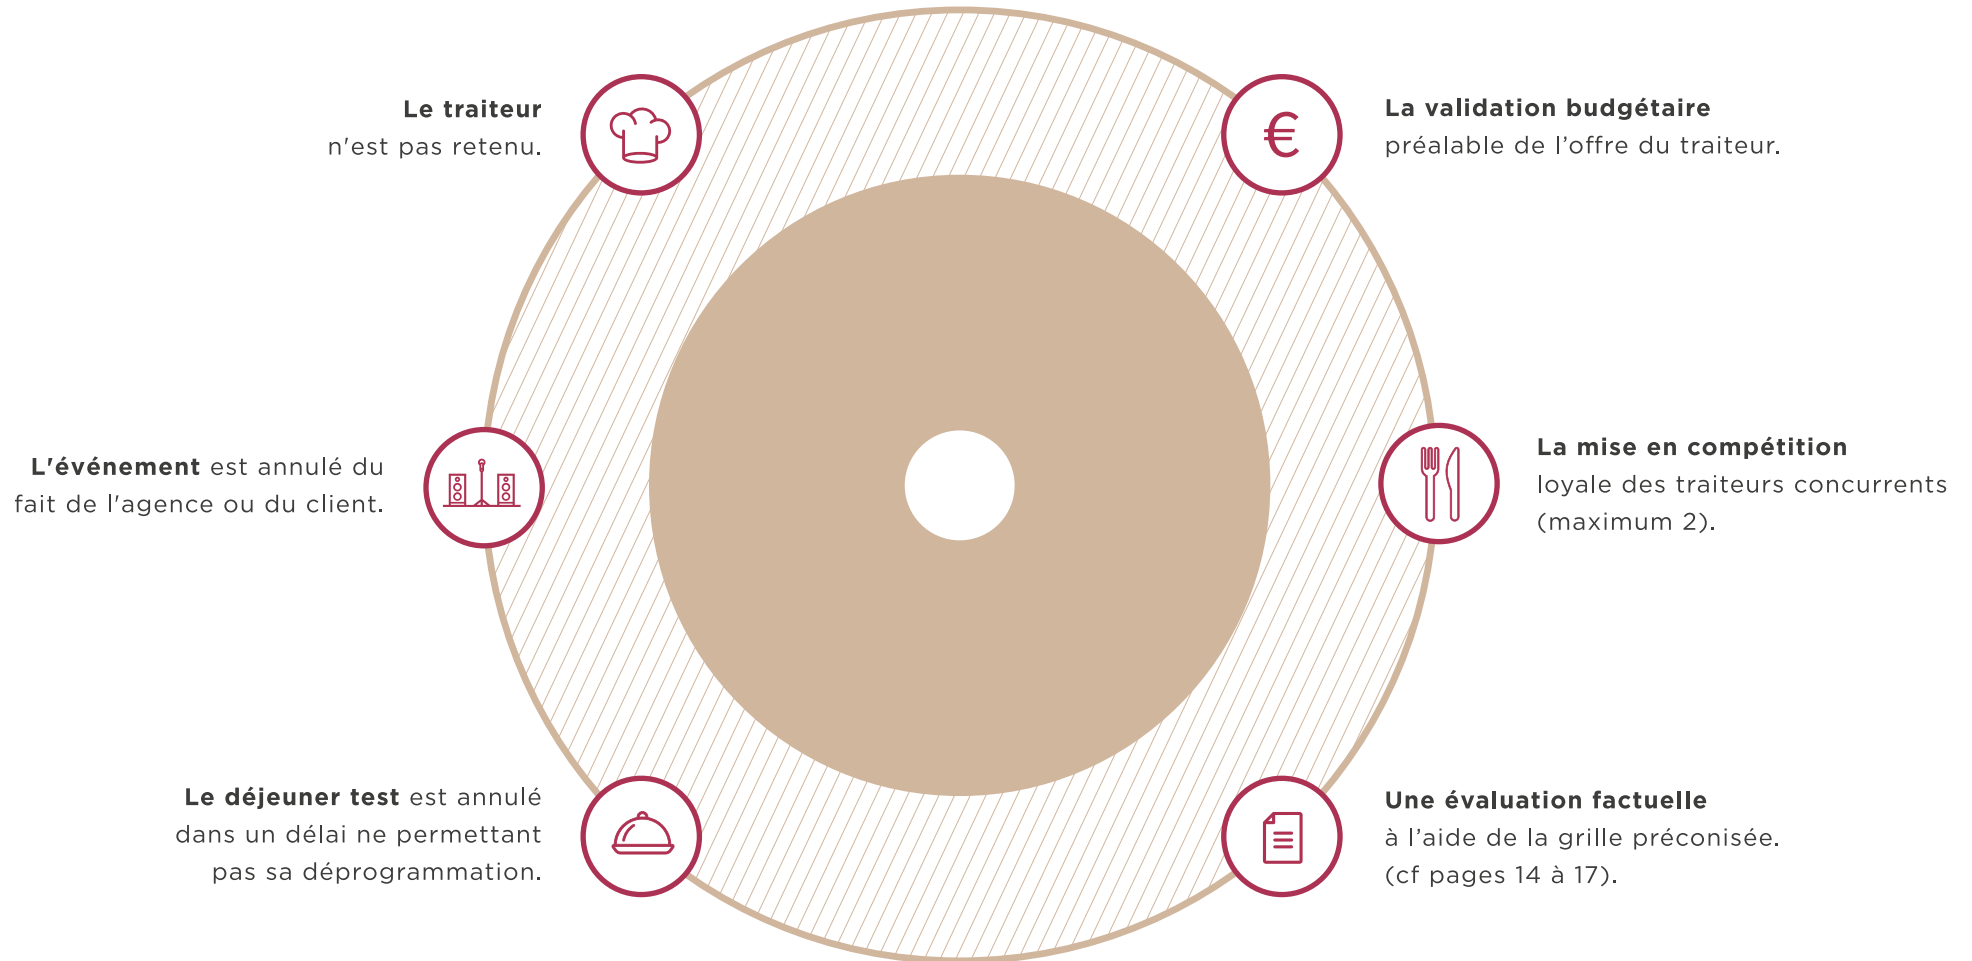 Le traiteur
n'est pas retenu.
L'événement est annulé du
fait de l'agence ou du client.
Le déjeuner test est annulé
dans un délai ne permettant
pas sa déprogrammation.
€
La validation budgétaire
préalable de l’offre du traiteur.
La mise en compétition
loyale des traiteurs concurrents
(maximum 2).
Une évaluation factuelle
à l’aide de la grille préconisée.
(cf pages 14 à 17).